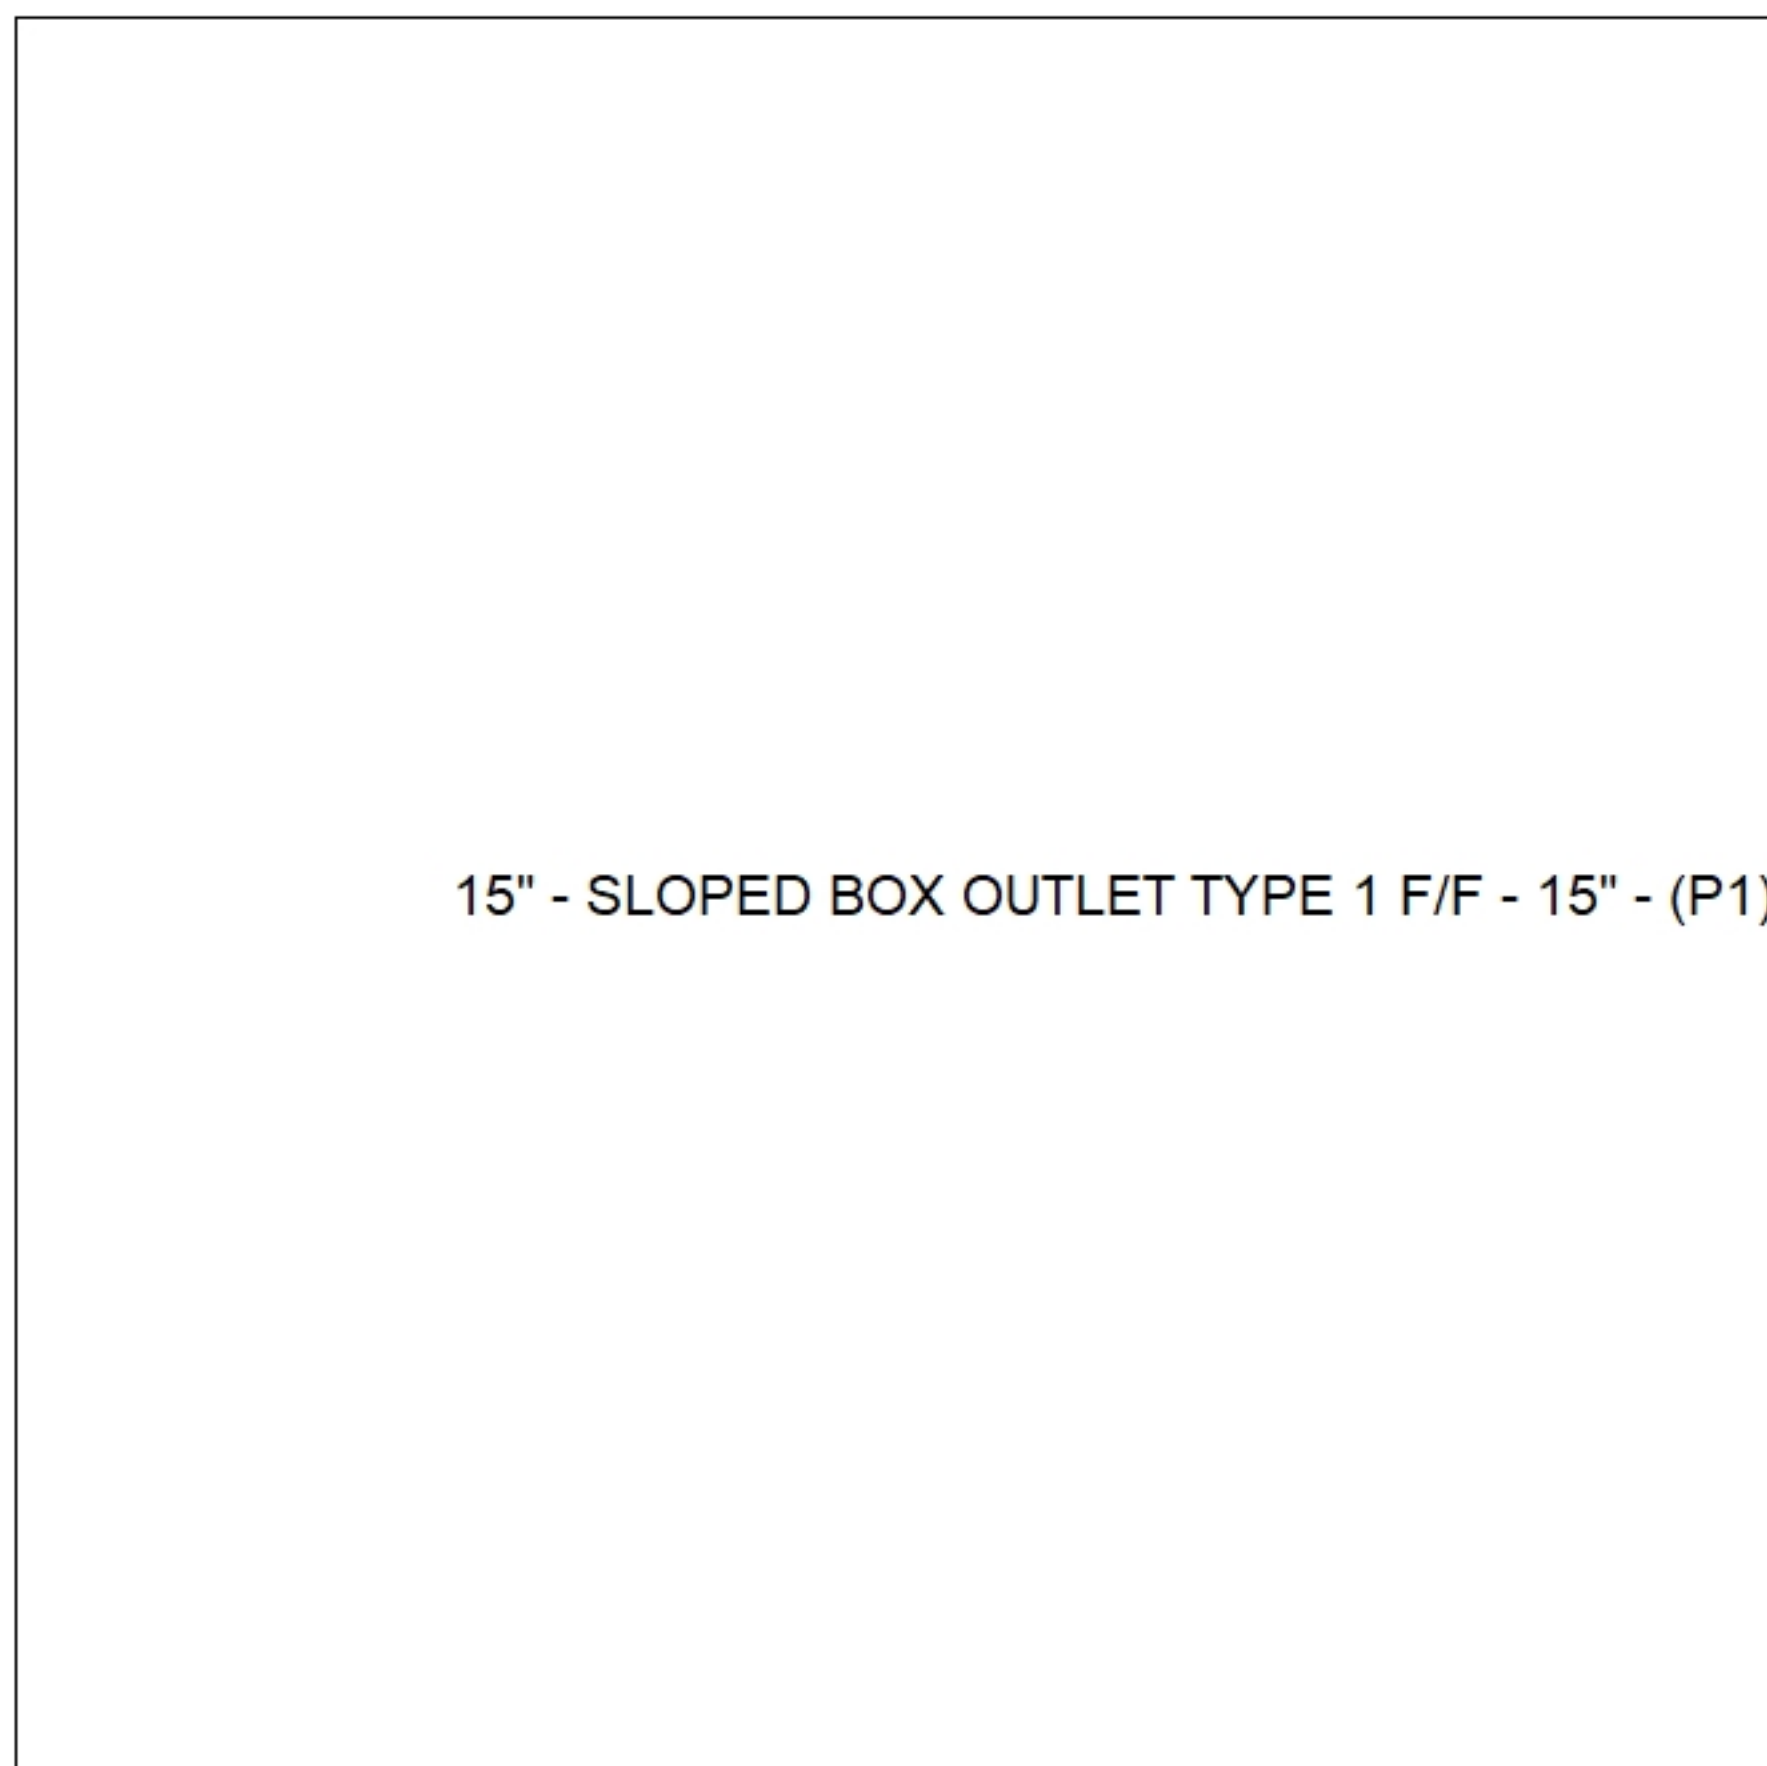 15" - SLOPED BOX OUTLET TYPE 1 F/F - 15" - (P1)